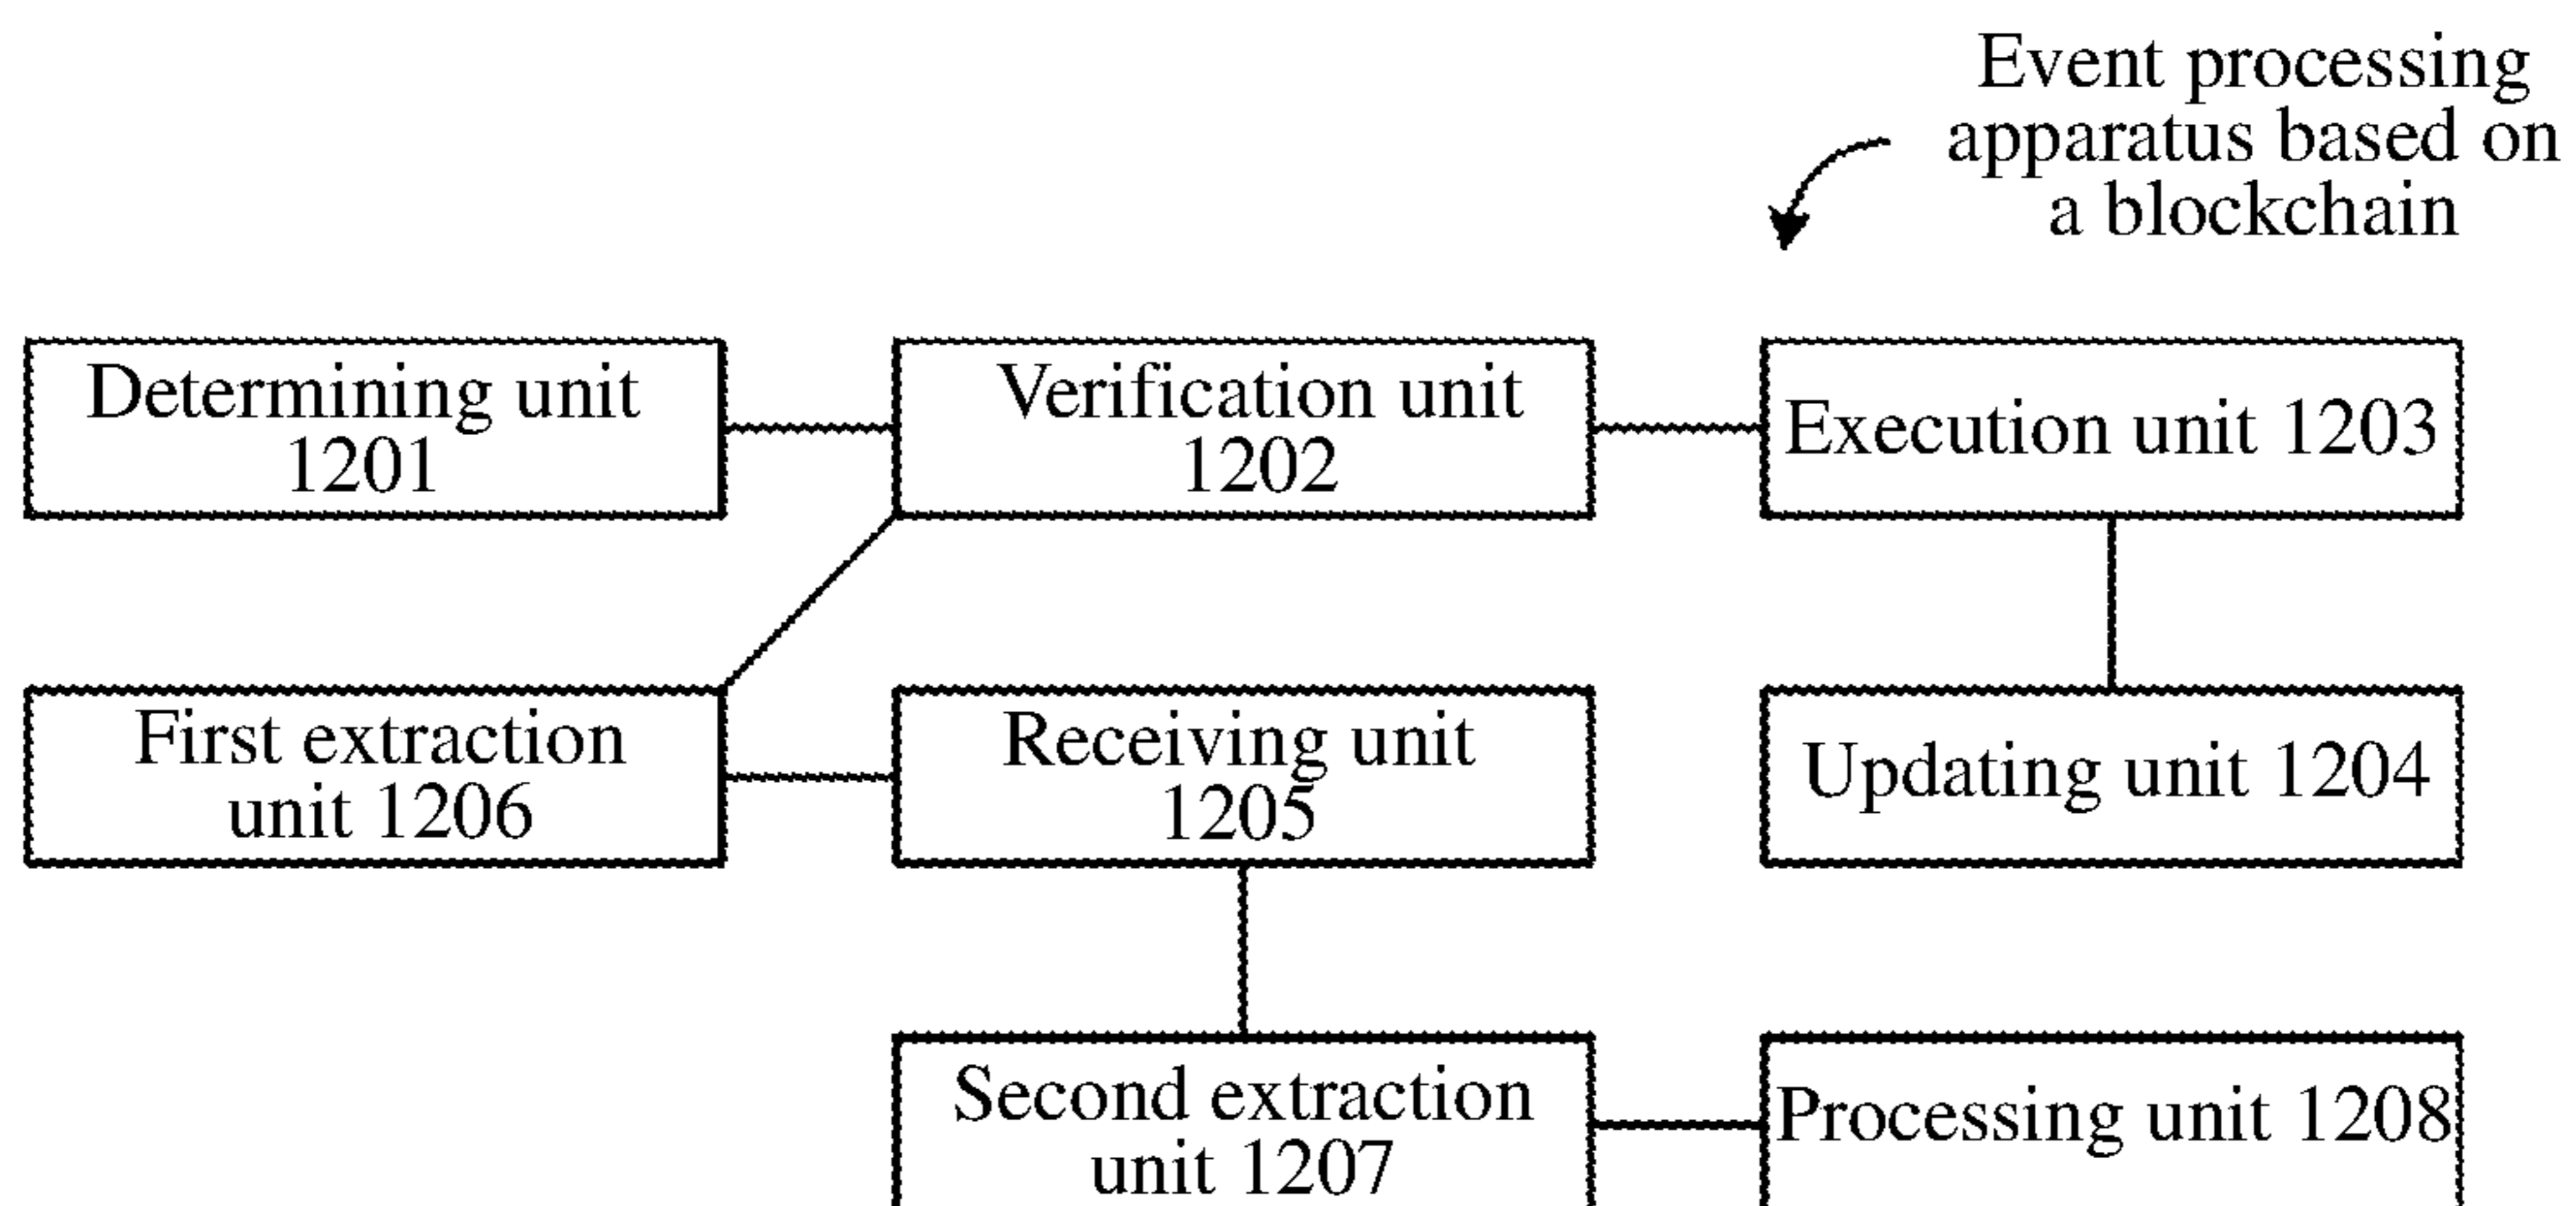 Event processing
apparatus based on
a blockchain
Determining unit
1201
Verification unit
1202
Execution unit 1203
First extraction
unit 1206
Receiving unit
1205
Updating unit 1204
Second extraction
unit 1207
Processing unit 1208